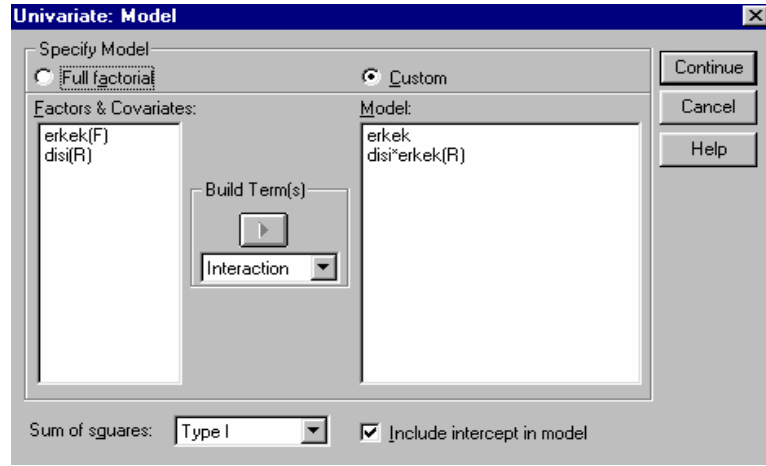 Univariate: Model
Specify Model
Full factorial
Custom
Continue
Cancel
Help
Factors & Covariates:
erkek(F)
disi(R)
Build Term(s)
Interaction
Model:
erkek
disi*erkek(R)
Sum of squares:
Type I
Include intercept in model